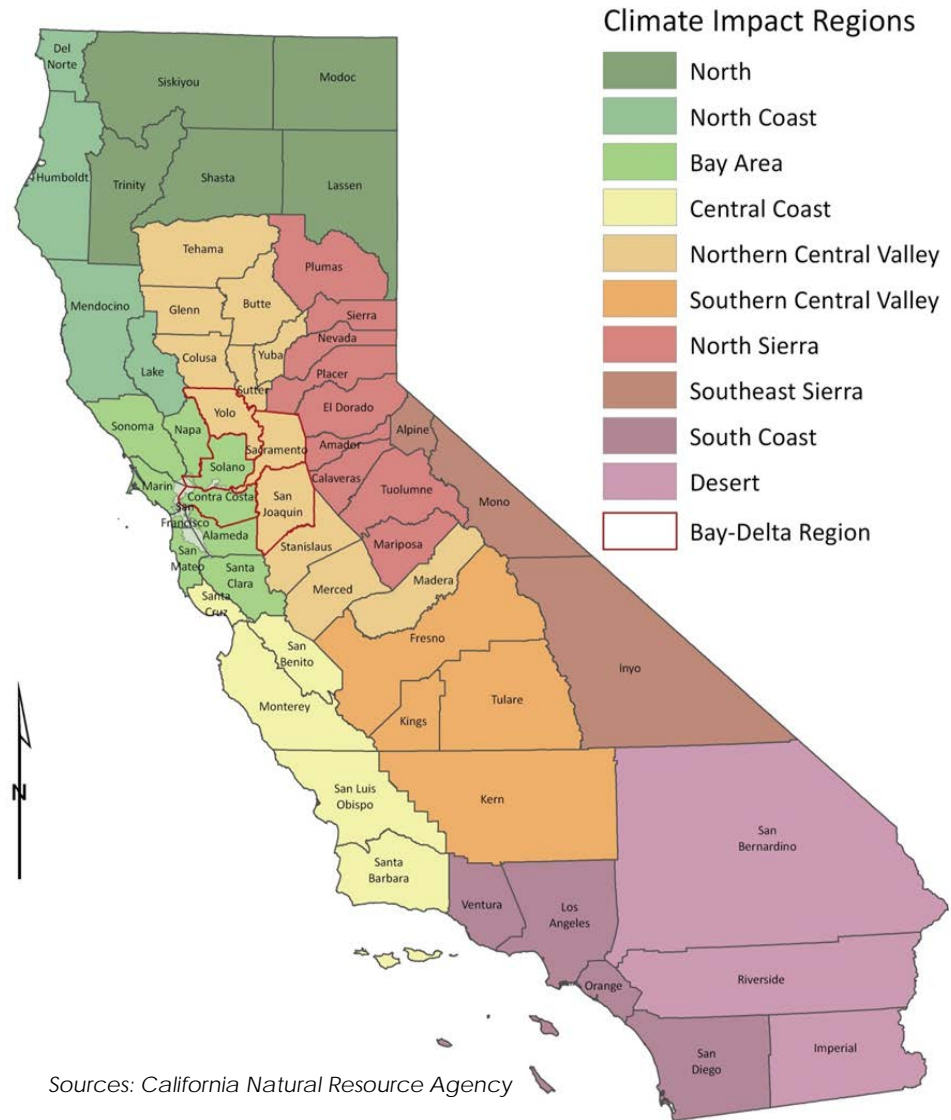 Climate Impact Regions
North
North Coast
Bay Area
Central Coast
Northern Central Valley
Southern Central Valley
North Sierra
Southeast Sierra
South Coast
Desert
Bay-Delta Region
Del
Norte
Siskiyou
Modoc
Humboldt
Trinity
Shasta
Lassen
Tehama
Plumas
Mendocino
Glenn
Butte
Sierra
Nevada
Colusa
Yuba
Lake
Placer
Sutter
El Dorado
Yolo
Sonoma
Napa
Sacramento
Alpine
Amador
Solano
Calaveras
Marin
Contra Costa
San
Joaquin
Tuolumne
Mono
San
Francisco
Alameda
Stanislaus
Mariposa
San
Mateo
Santa
Clara
Merced
Madera
Santa
Cruz
Fresno
San
Benito
Inyo
Monterey
Kings
Tulare
San Luis
Obispo
Kern
San
Bernardino
Santa
Barbara
Ventura
Los
Angeles
Orange
Riverside
San
Diego
Imperial
N
Sources: California Natural Resource Agency